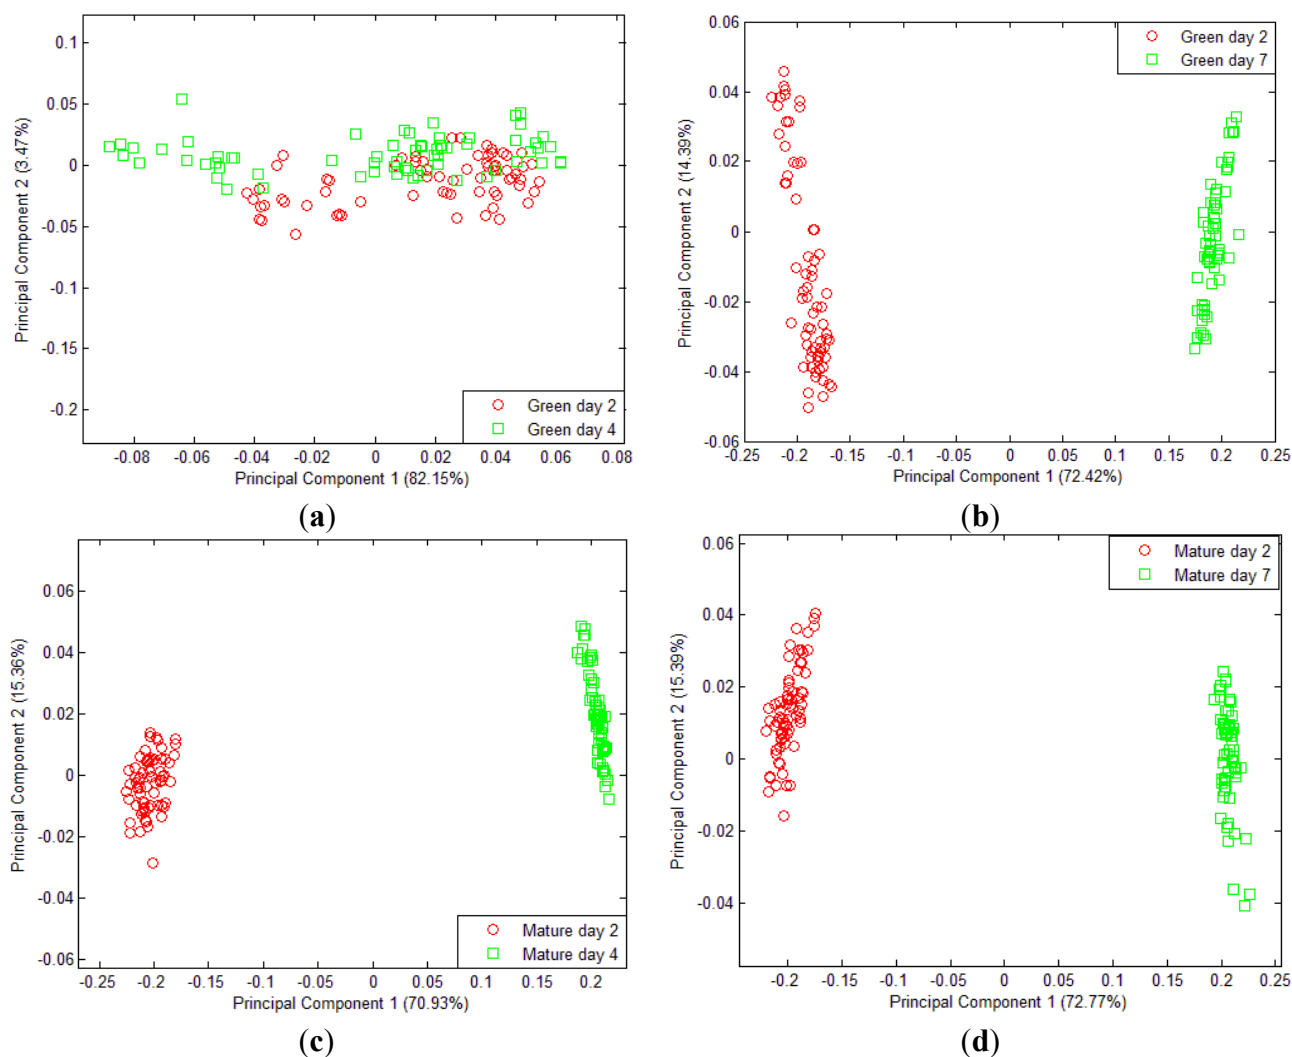 0.1
0.05
0
-0.05
-0.1
-0.15
-0.2
Principal Component 2 (3.47%)
Green day 2
Green day 4
-0.08 -0.06 -0.04 -0.02 0 0.02 0.04 0.06 0.08
Principal Component 1 (82.15%)
(a)
0.06
0.04
0.02
0
-0.02
-0.04
-0.06
Principal Component 2 (14.39%)
Green day 2
Green day 7
-0.25 -0.2 -0.15 -0.1 -0.05 0 0.05 0.1 0.15 0.2 0.25
Principal Component 1 (72.42%)
(b)
0.06
0.04
0.02
0
-0.02
-0.04
-0.06
Principal Component 2 (15.36%)
Mature day 2
Mature day 4
-0.25 -0.2 -0.15 -0.1 -0.05 0 0.05 0.1 0.15 0.2
Principal Component 1 (70.93%)
(c)
0.06
0.04
0.02
0
-0.02
-0.04
Principal Component 2 (15.39%)
Mature day 2
Mature day 7
-0.2 -0.15 -0.1 -0.05 0 0.05 0.1 0.15 0.2 0.25
Principal Component 1 (72.77%)
(d)